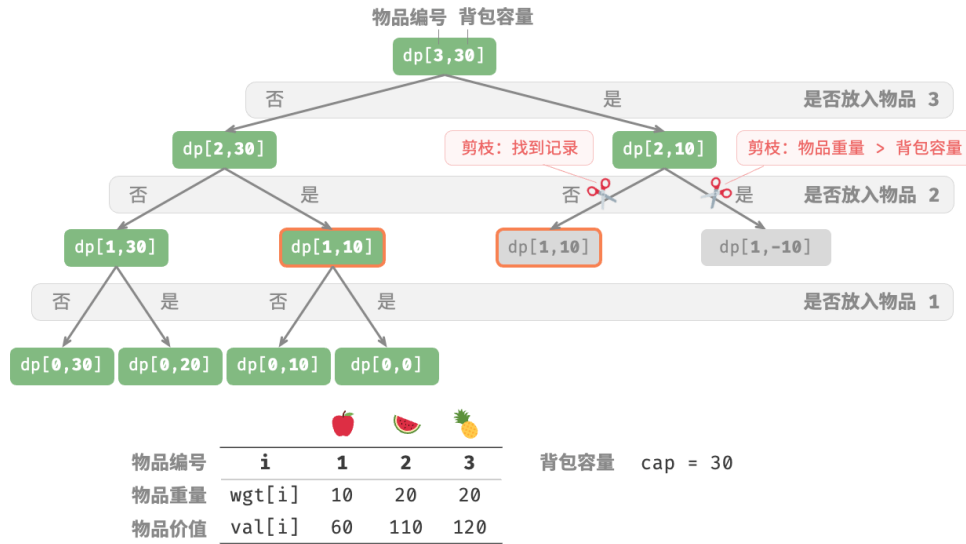 物品编号 背包容量
dp[3,30]
否 是 是否放入物品 3
dp[2,30] 剪枝：找到记录 dp[2,10] 剪枝：物品重量 > 背包容量
否 是 否 是 是否放入物品 2
dp[1,30] dp[1,10] dp[1,10] dp[1,-10]
否 是 否 是 是否放入物品 1
dp[0,30] dp[0,20] dp[0,10] dp[0,0]
物品编号 i 1 2 3 背包容量 cap = 30
物品重量 wgt[i] 10 20 20
物品价值 val[i] 60 110 120